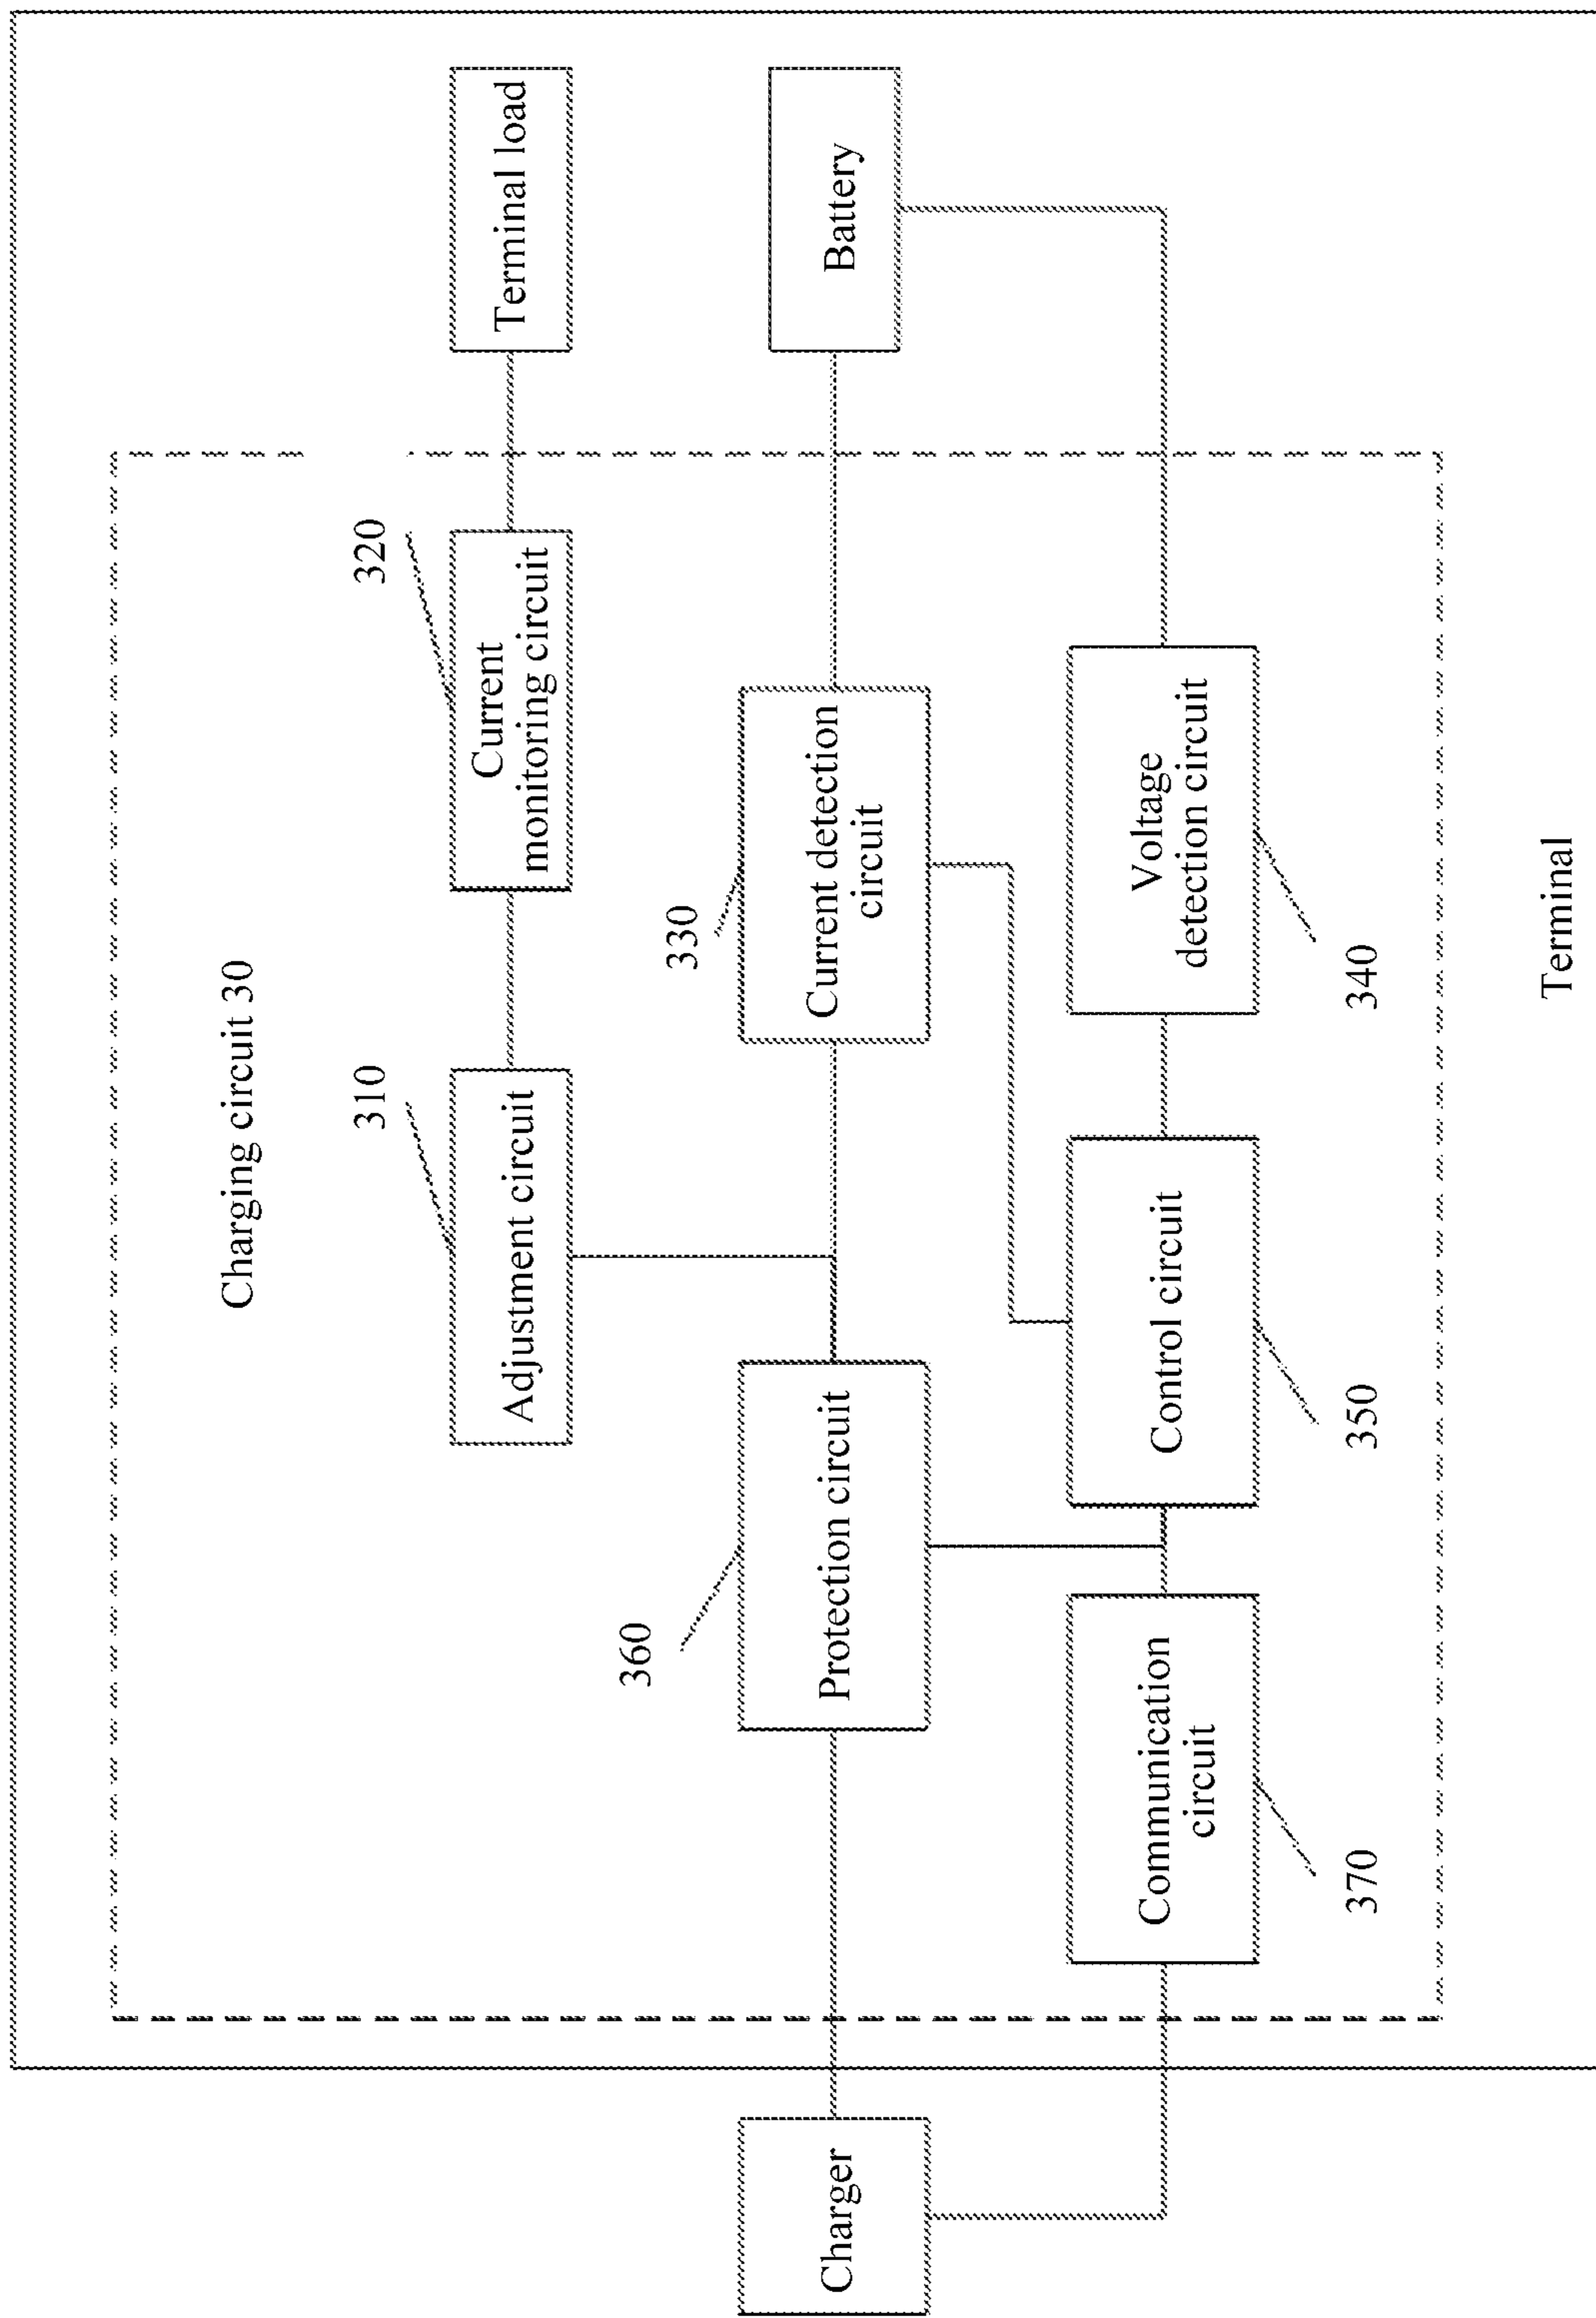 Charging circuit 30
310
320
Adjustment circuit
Current
monitoring circuit
Terminal load
360
330
Charger
Protection circuit
Current detection
circuit
Battery
Communication
circuit
Control circuit
Voltage
detection circuit
370
350
340
Terminal